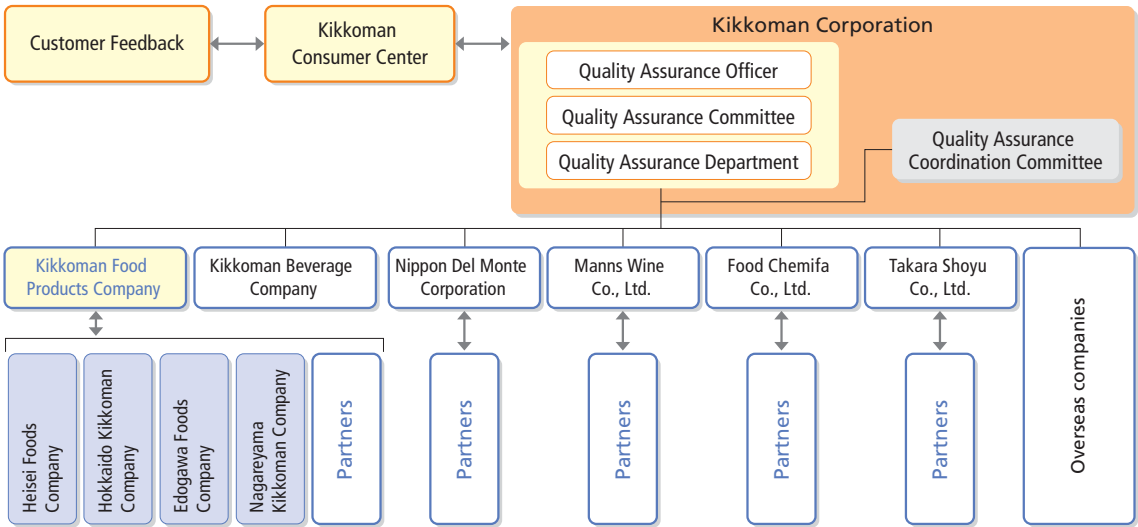 Customer Feedback
Kikkoman
Consumer Center
Kikkoman Corporation
Quality Assurance Officer
Quality Assurance Committee
Quality Assurance Department
Quality Assurance
Coordination Committee
Kikkoman Food
Products Company
Kikkoman Beverage
Company
Nippon Del Monte
Corporation
Manns Wine
Co., Ltd.
Food Chemifa
Co., Ltd.
Takara Shoyu
Co., Ltd.
Overseas companies
Heisei Foods
Company
Hokkaido Kikkoman
Company
Edogawa Foods
Company
Nagareyama
Kikkoman Company
Partners
Partners
Partners
Partners
Partners